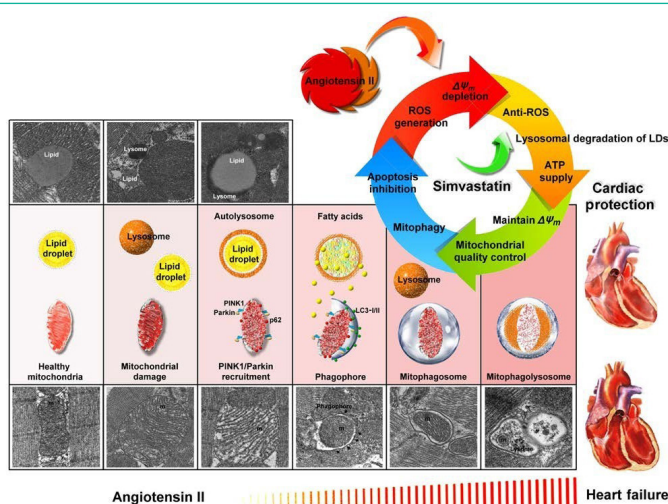 Angiotensin II
ΔΨm
depletion
ROS
generation
Anti-ROS
Lysosomal degradation of LDs
ATP
supply
Simvastatin
Apoptosis
inhibition
Mitophagy
Maintain ΔΨm
Mitochondrial
quality control
Cardiac
protection
Lipid
Lysome
Lipid
Lipid
Lysome
Lipid
droplet
Lysosome
Lipid
droplet
Autolysosome
Lipid
droplet
Fatty acids
Lysosome
PINK1
Parkin
p62
LC3-I/II
Healthy
mitochondria
Mitochondrial
damage
PINK1/Parkin
recruitment
Phagophore
Mitophagosome
Mitophagolysosome
m
m
m
Phagophore
m
m
Angiotensin II
Heart failure